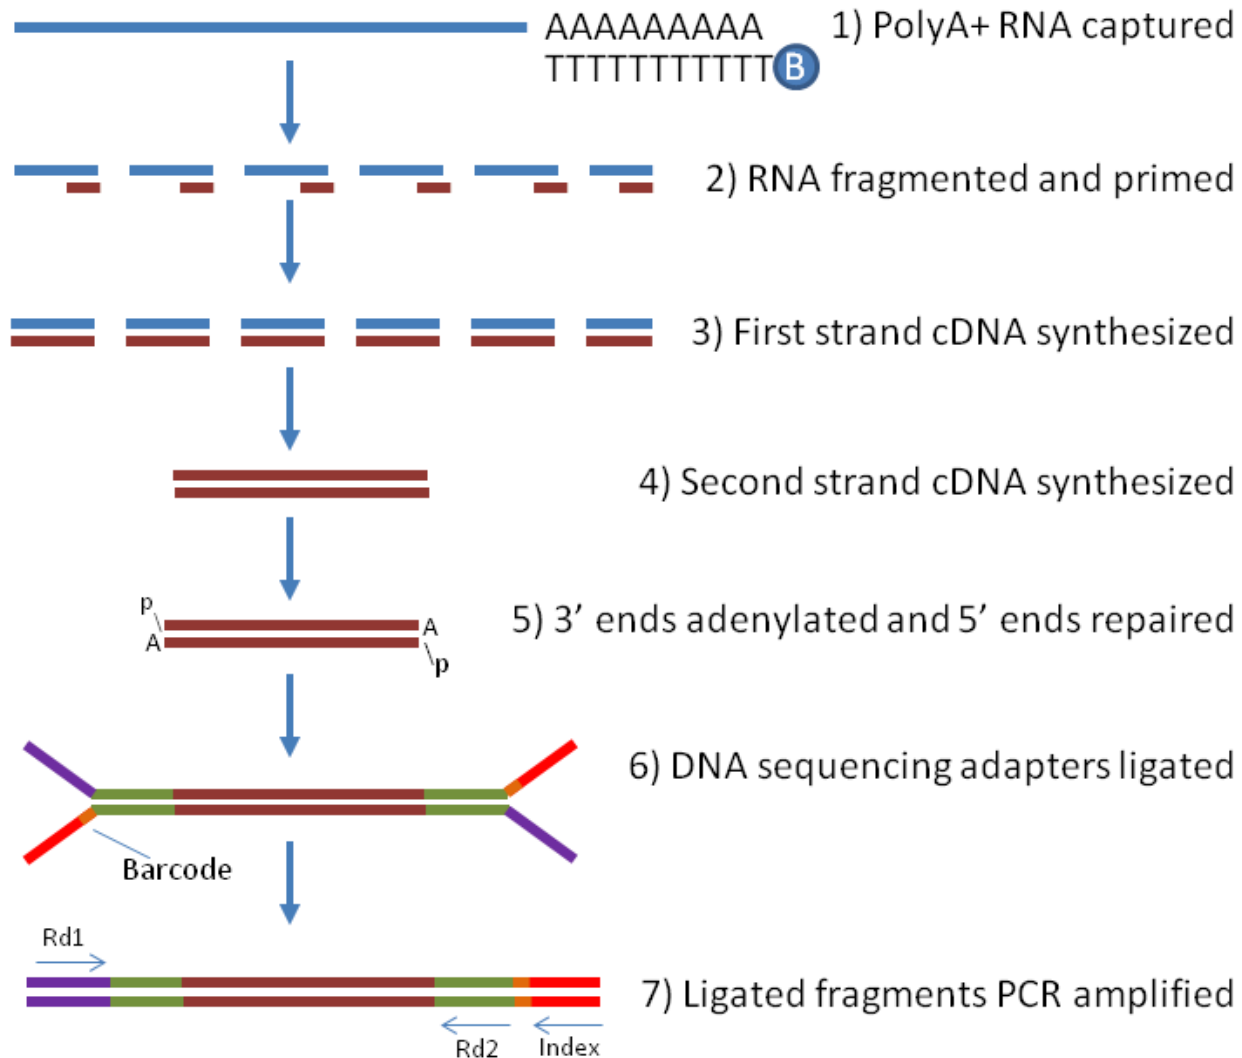 AAAAAAAAA 1) PolyA+ RNA captured
TTTTTTTTTTT B
2) RNA fragmented and primed
3) First strand cDNA synthesized
4) Second strand cDNA synthesized
p
5) 3’ ends adenylated and 5’ ends repaired
A
A
p
6) DNA sequencing adapters ligated
Barcode
Rd1
7) Ligated fragments PCR amplified
Rd2 Index